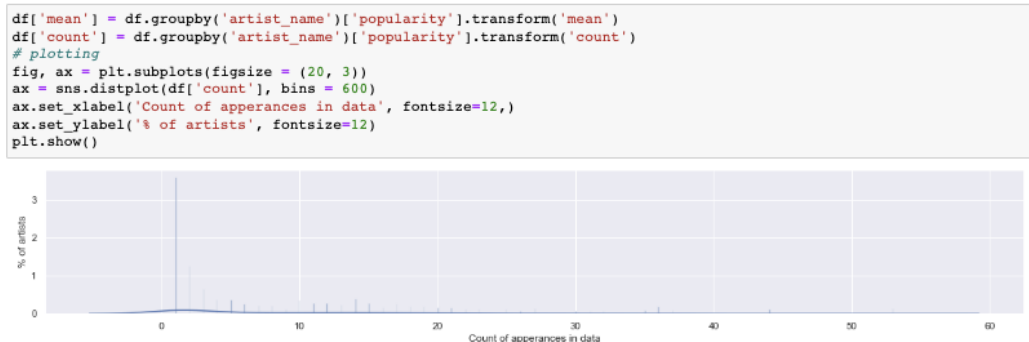 df['mean'] = df.groupby('artist_name')['popularity'].transform('mean')
df['count'] = df.groupby('artist_name')['popularity'].transform('count')
# plotting
fig, ax = plt.subplots(figsize = (20, 3))
ax = sns.distplot(df['count'], bins = 600)
ax.set_xlabel('Count of apperances in data', fontsize=12,)
ax.set_ylabel('% of artists', fontsize=12)
plt.show()
% of artists
3
2
1
0
0 10 20 30 40 50 60
Count of apperances in data